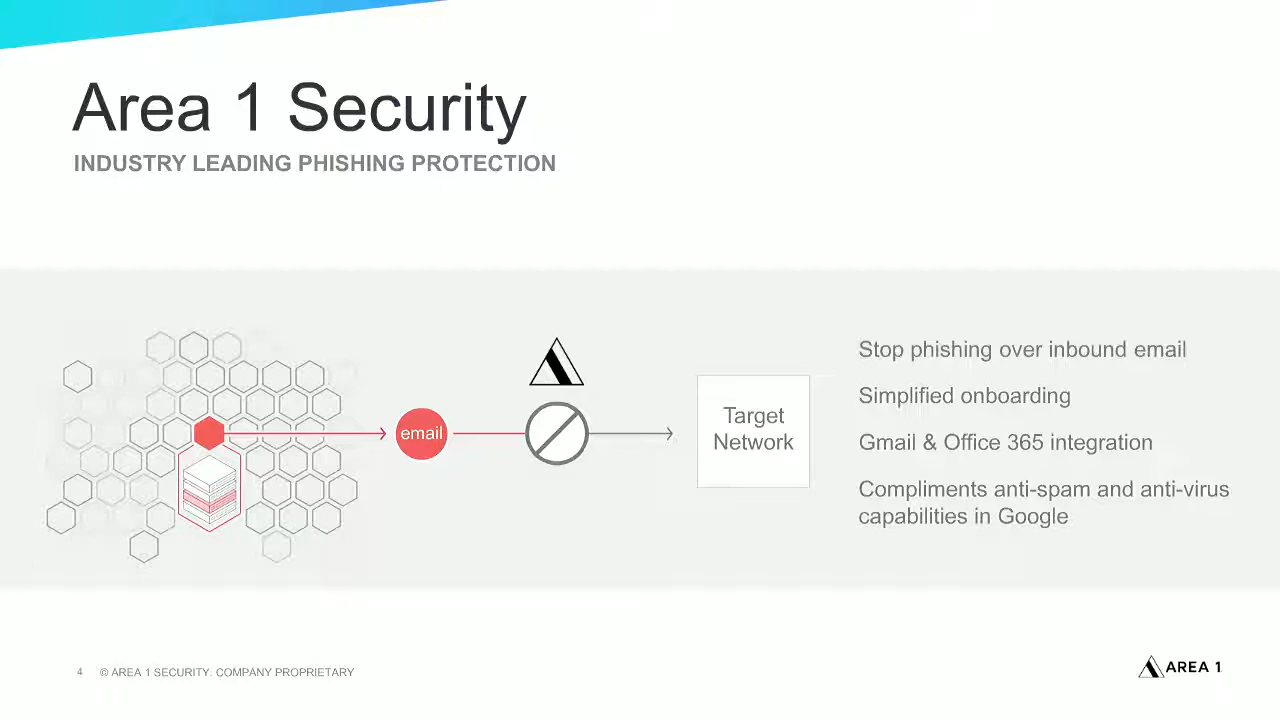 Area 1 Security
INDUSTRY LEADING PHISHING PROTECTION
email
Target
Network
Stop phishing over inbound email
Simplified onboarding
Gmail & Office 365 integration
Compliments anti-spam and anti-virus
capabilities in Google
4 © AREA 1 SECURITY. COMPANY PROPRIETARY
AREA 1